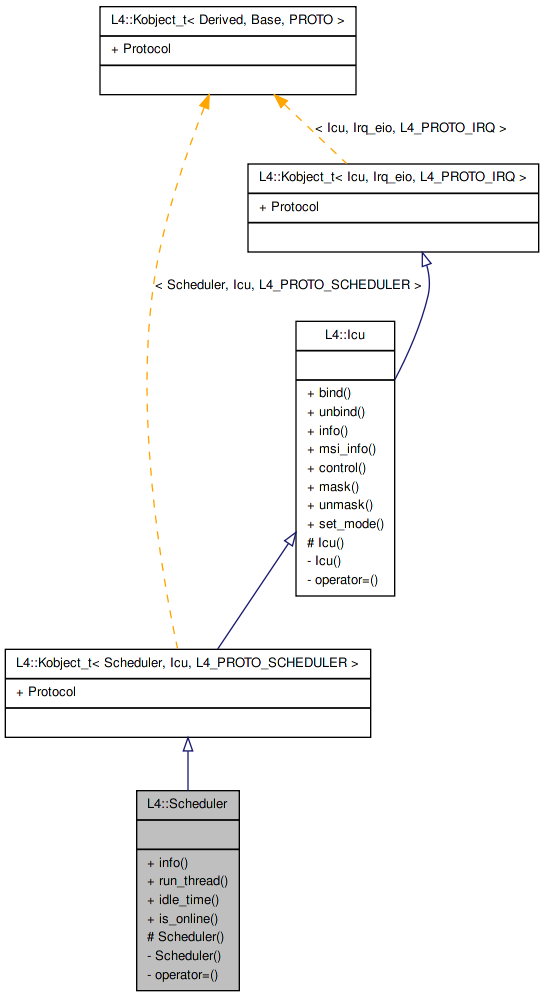 L4::Kobject_t< Derived, Base, PROTO >
+ Protocol
< Icu, Irq_eio, L4_PROTO_IRQ >
L4::Kobject_t< Icu, Irq_eio, L4_PROTO_IRQ >
+ Protocol
< Scheduler, Icu, L4_PROTO_SCHEDULER >
L4::Icu
+ bind()
+ unbind()
+ info()
+ msi_info()
+ control()
+ mask()
+ unmask()
+ set_mode()
# Icu()
- Icu()
- operator=()
L4::Kobject_t< Scheduler, Icu, L4_PROTO_SCHEDULER >
+ Protocol
L4::Scheduler
+ info()
+ run_thread()
+ idle_time()
+ is_online()
# Scheduler()
- Scheduler()
- operator=()